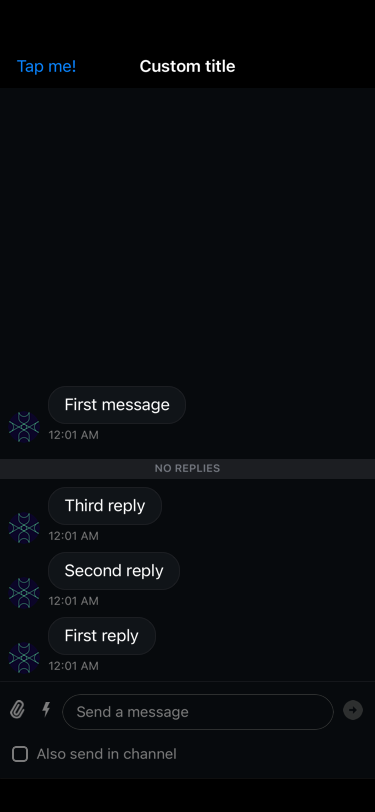 Tap me!
Custom title
First message
12:01 AM
NO REPLIES
Third reply
12:01 AM
Second reply
12:01 AM
First reply
12:01 AM
Send a message
Also send in channel